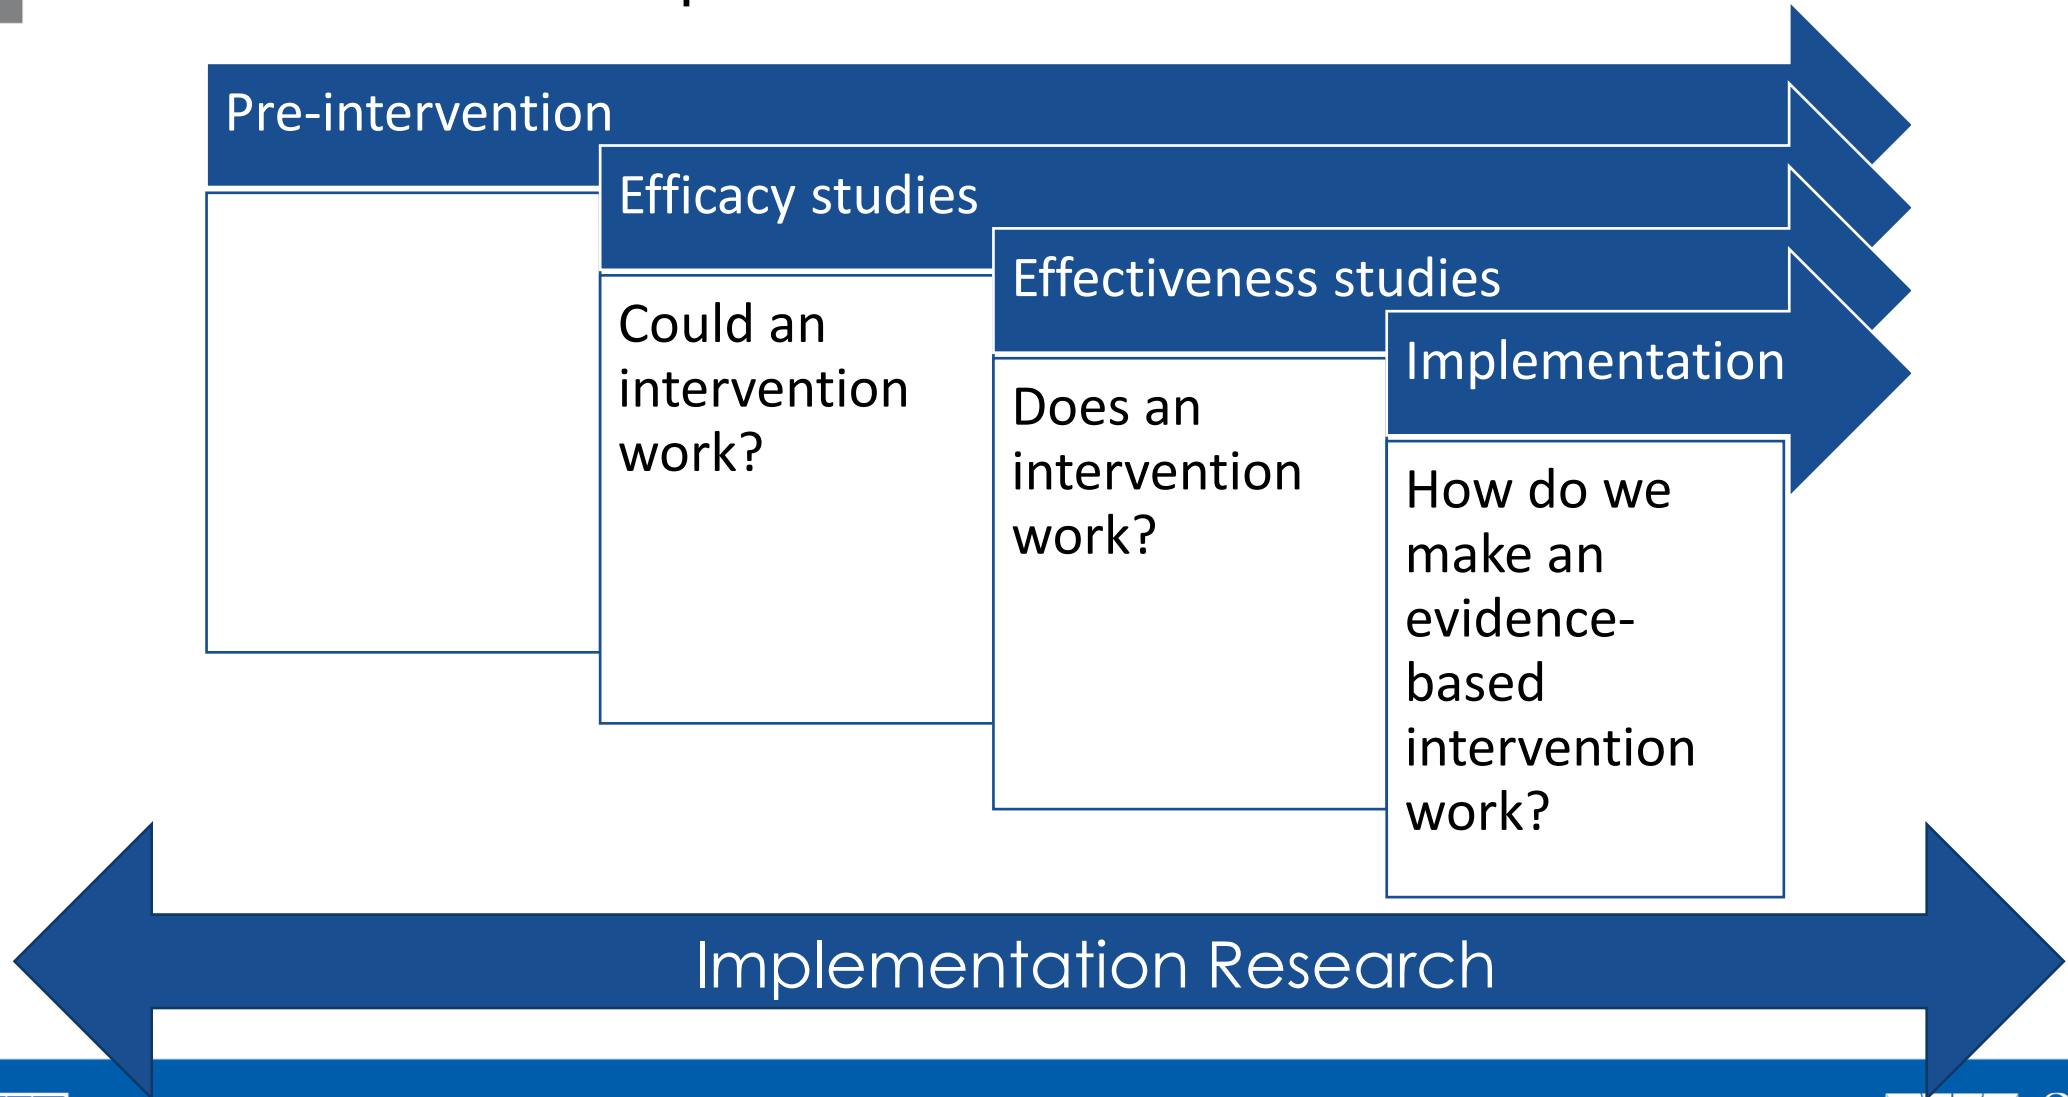 Pre-intervention
Efficacy studies
Could an
intervention
work?
Effectiveness studies
Does an
intervention
work?
Implementation
How do we
make an
evidence-
based
intervention
work?
Implementation Research